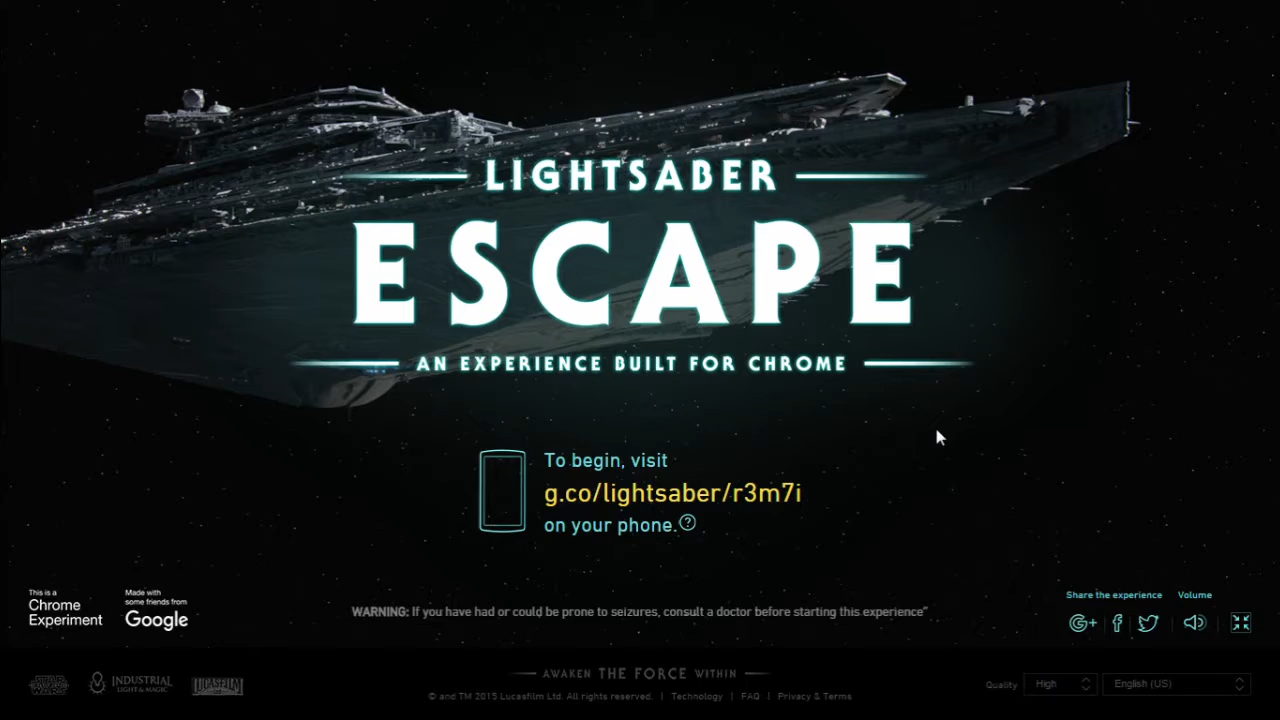 LIGHTSABER
ESCAPE
AN EXPERIENCE BUILT FOR CHROME
To begin, visit
g.co/lightsaber/r3m7i
on your phone.?
This is a
Chrome
Experiment
Made with
some friends from
Google
WARNING: If you have had or could be prone to seizures, consult a doctor before starting this experience"
Share the experience
Volume
G+
STAR
WARS
INDUSTRIAL
LIGHT & MAGIC
LUCASFILM
AWAKEN THE FORCE WITHIN
© and TM 2015 Lucasfilm Ltd. All rights reserved. | Technology | FAQ | Privacy & Terms
Quality
High
English (US)